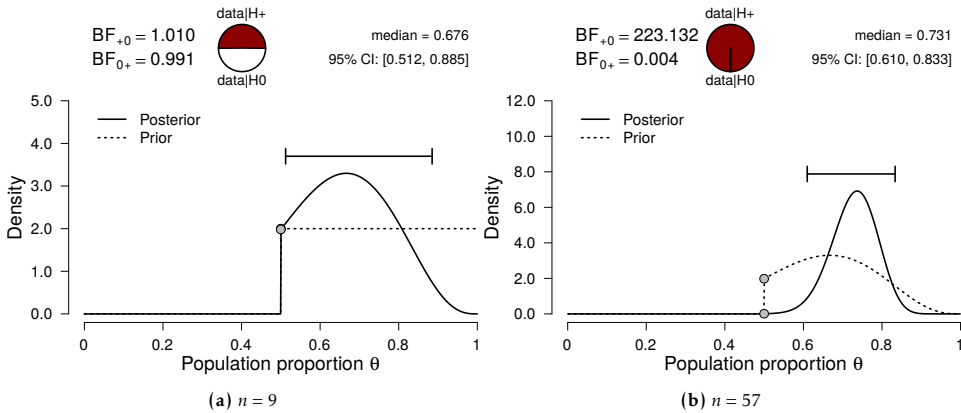 data|H+
BF+0 = 1.010
BF0+ = 0.991
data|H0
median = 0.676
95% CI: [0.512, 0.885]
5.0
4.0
3.0
2.0
1.0
0.0
Density
Posterior
Prior
0 0.2 0.4 0.6 0.8 1
Population proportion θ
(a) n = 9
data|H+
BF+0 = 223.132
BF0+ = 0.004
data|H0
median = 0.731
95% CI: [0.610, 0.833]
12.0
10.0
8.0
6.0
4.0
2.0
0.0
Density
Posterior
Prior
0 0.2 0.4 0.6 0.8 1
Population proportion θ
(b) n = 57